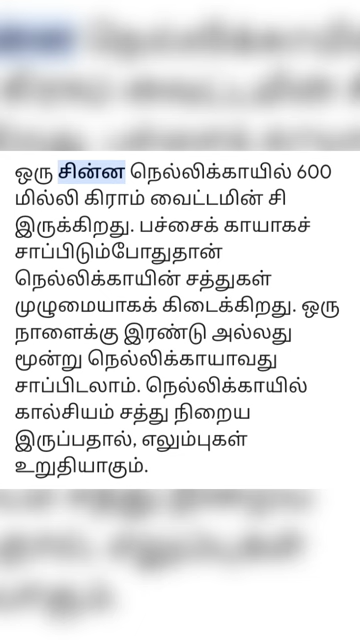 ஒரு சின்ன நெல்லிக்காயில் 600
மில்லி கிராம் வைட்டமின் சி
இருக்கிறது. பச்சைக் காயாகச்
சாப்பிடும்போதுதான்
நெல்லிக்காயின் சத்துகள்
முழுமையாகக் கிடைக்கிறது. ஒரு
நாளைக்கு இரண்டு அல்லது
மூன்று நெல்லிக்காயாவது
சாப்பிடலாம். நெல்லிக்காயில்
கால்சியம் சத்து நிறைய
இருப்பதால், எலும்புகள்
உறுதியாகும்.